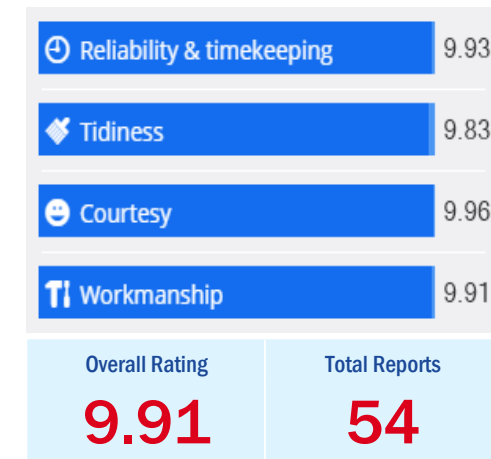 Reliability & timekeeping 9.93
Tidiness 9.83
Courtesy 9.96
Workmanship 9.91
Overall Rating Total Reports
9.91 54